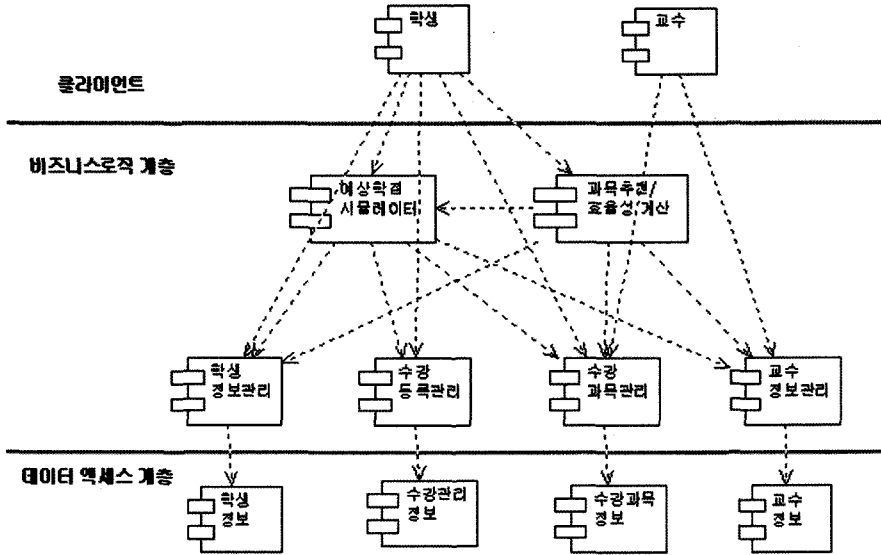 학생
교수
클라이언트
비즈니스로직 계층
예상학점
시뮬레이터
과목추천/
효율성 계산
학생
정보관리
수강
등록관리
수강
과목관리
교수
정보관리
데이터 액세스 계층
학생
정보
수강관리
정보
수강과목
정보
교수
정보